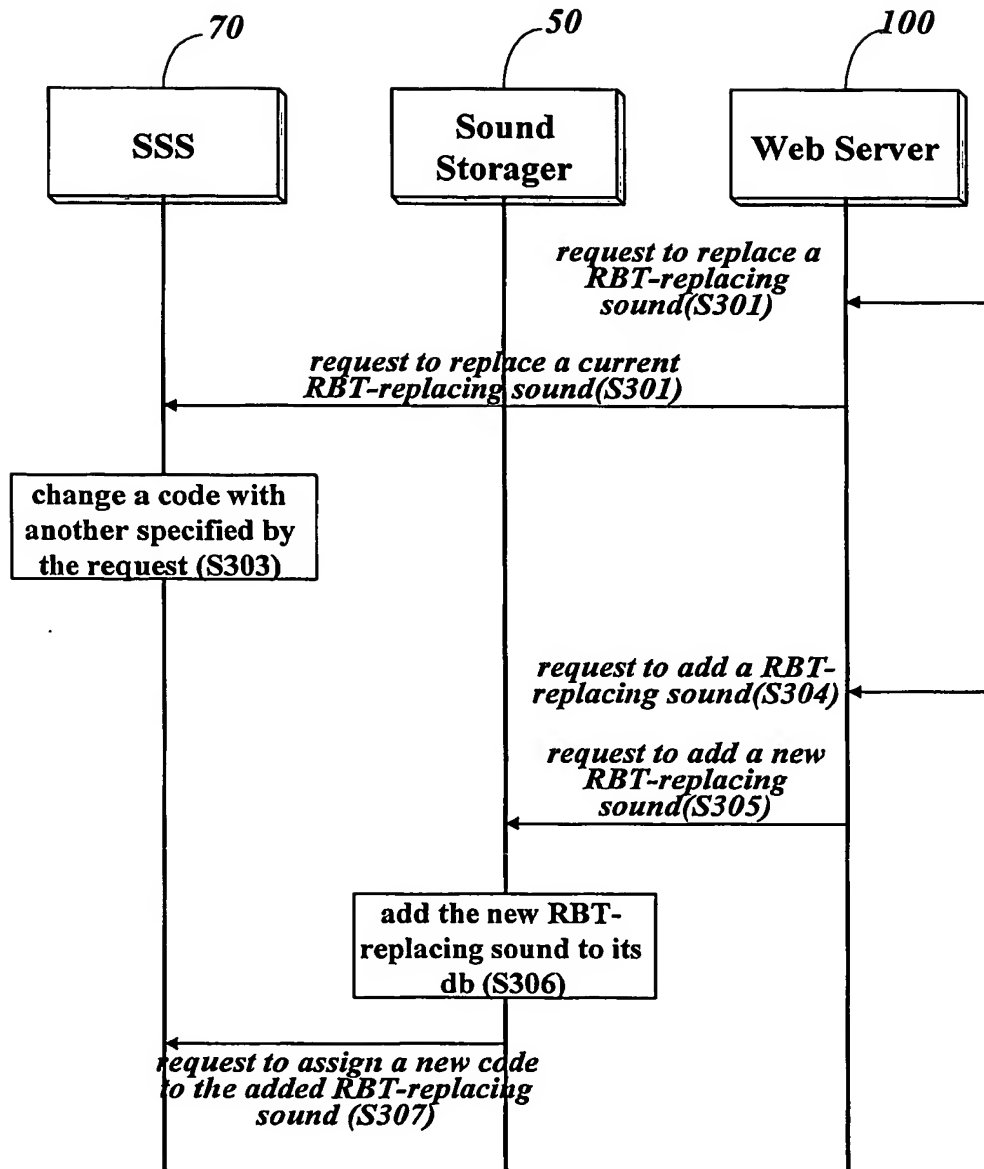 70
50
100
SSS
Sound
Storager
Web Server
request to replace a
RBT-replacing
sound(S301)
request to replace a current
RBT-replacing sound(S301)
change a code with
another specified by
the request (S303)
request to add a RBT-
replacing sound(S304)
request to add a new
RBT-replacing
sound(S305)
add the new RBT-
replacing sound to its
db (S306)
request to assign a new code
to the added RBT-replacing
sound (S307)